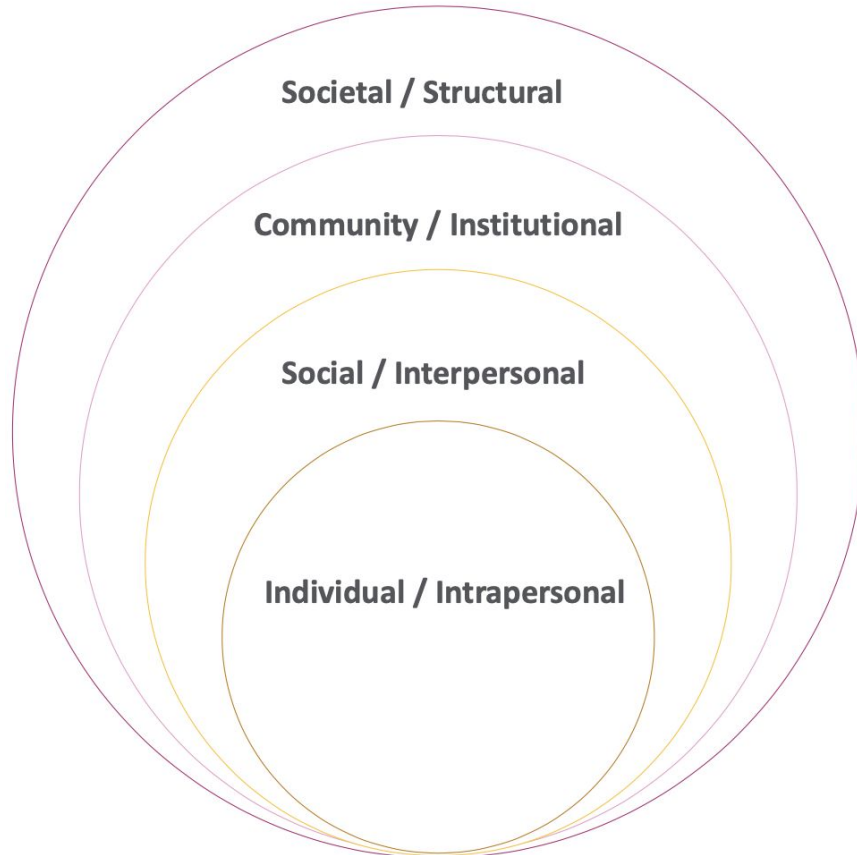 Societal / Structural
Community / Institutional
Social / Interpersonal
Individual / Intrapersonal